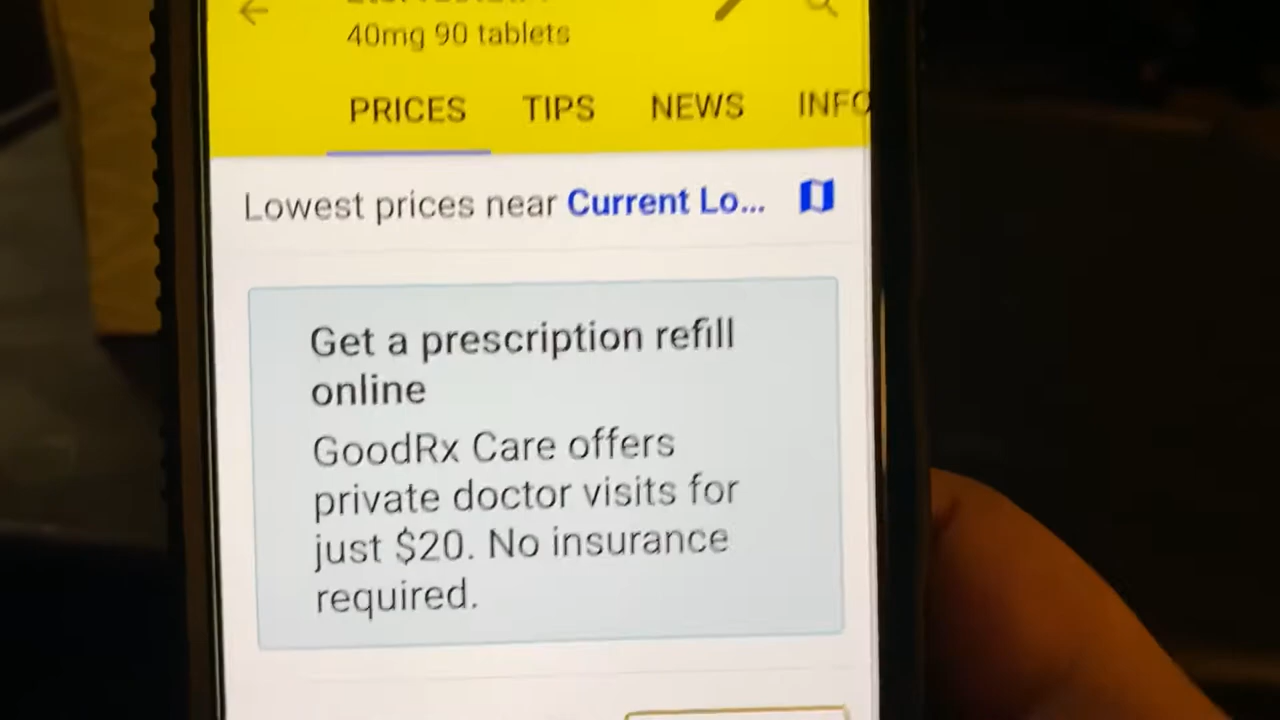 40mg 90 tablets
PRICES TIPS NEWS INFO
Lowest prices near Current Lo...
Get a prescription refill
online
GoodRx Care offers
private doctor visits for
just $20. No insurance
required.